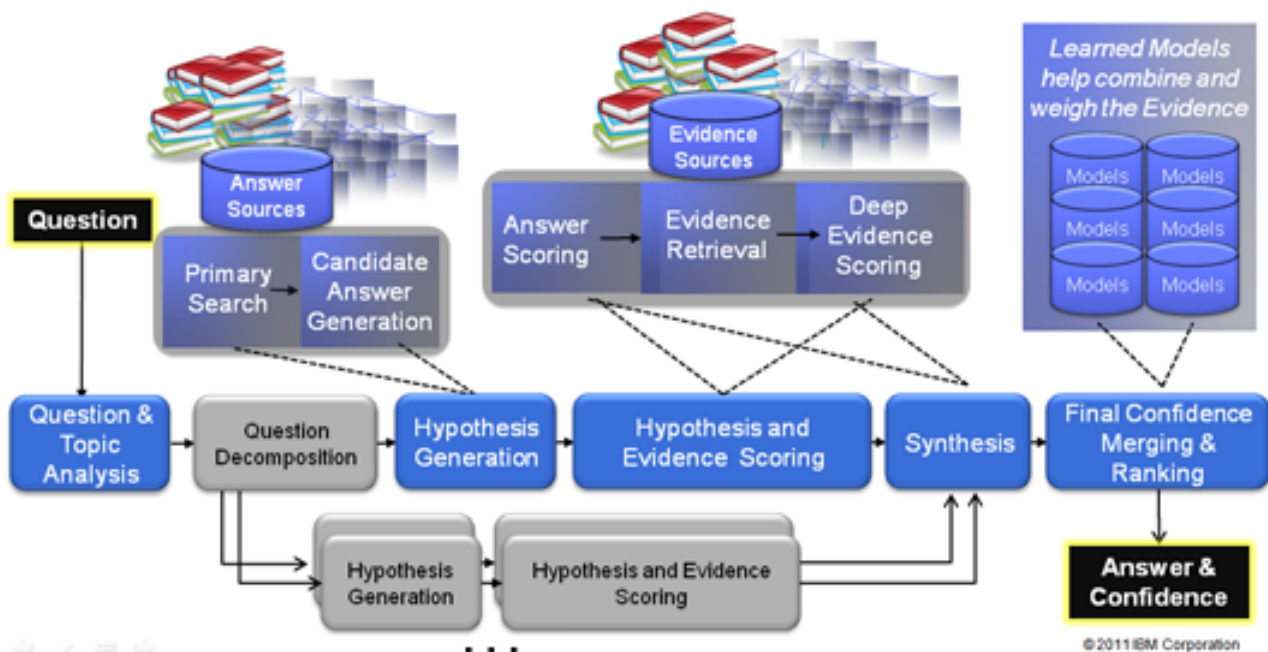 Learned Models
help combine and
weigh the Evidence
Models
Models
Models
Models
Models
Models
Answer
Sources
Evidence
Sources
Question
Primary
Search
Candidate
Answer
Generation
Answer
Scoring
Evidence
Retrieval
Deep
Evidence
Scoring
Question &
Topic
Analysis
Question
Decomposition
Hypothesis
Generation
Hypothesis and
Evidence Scoring
Synthesis
Final Confidence
Merging &
Ranking
Hypothesis
Generation
Hypothesis and Evidence
Scoring
Answer &
Confidence
© 2011 IBM Corporation